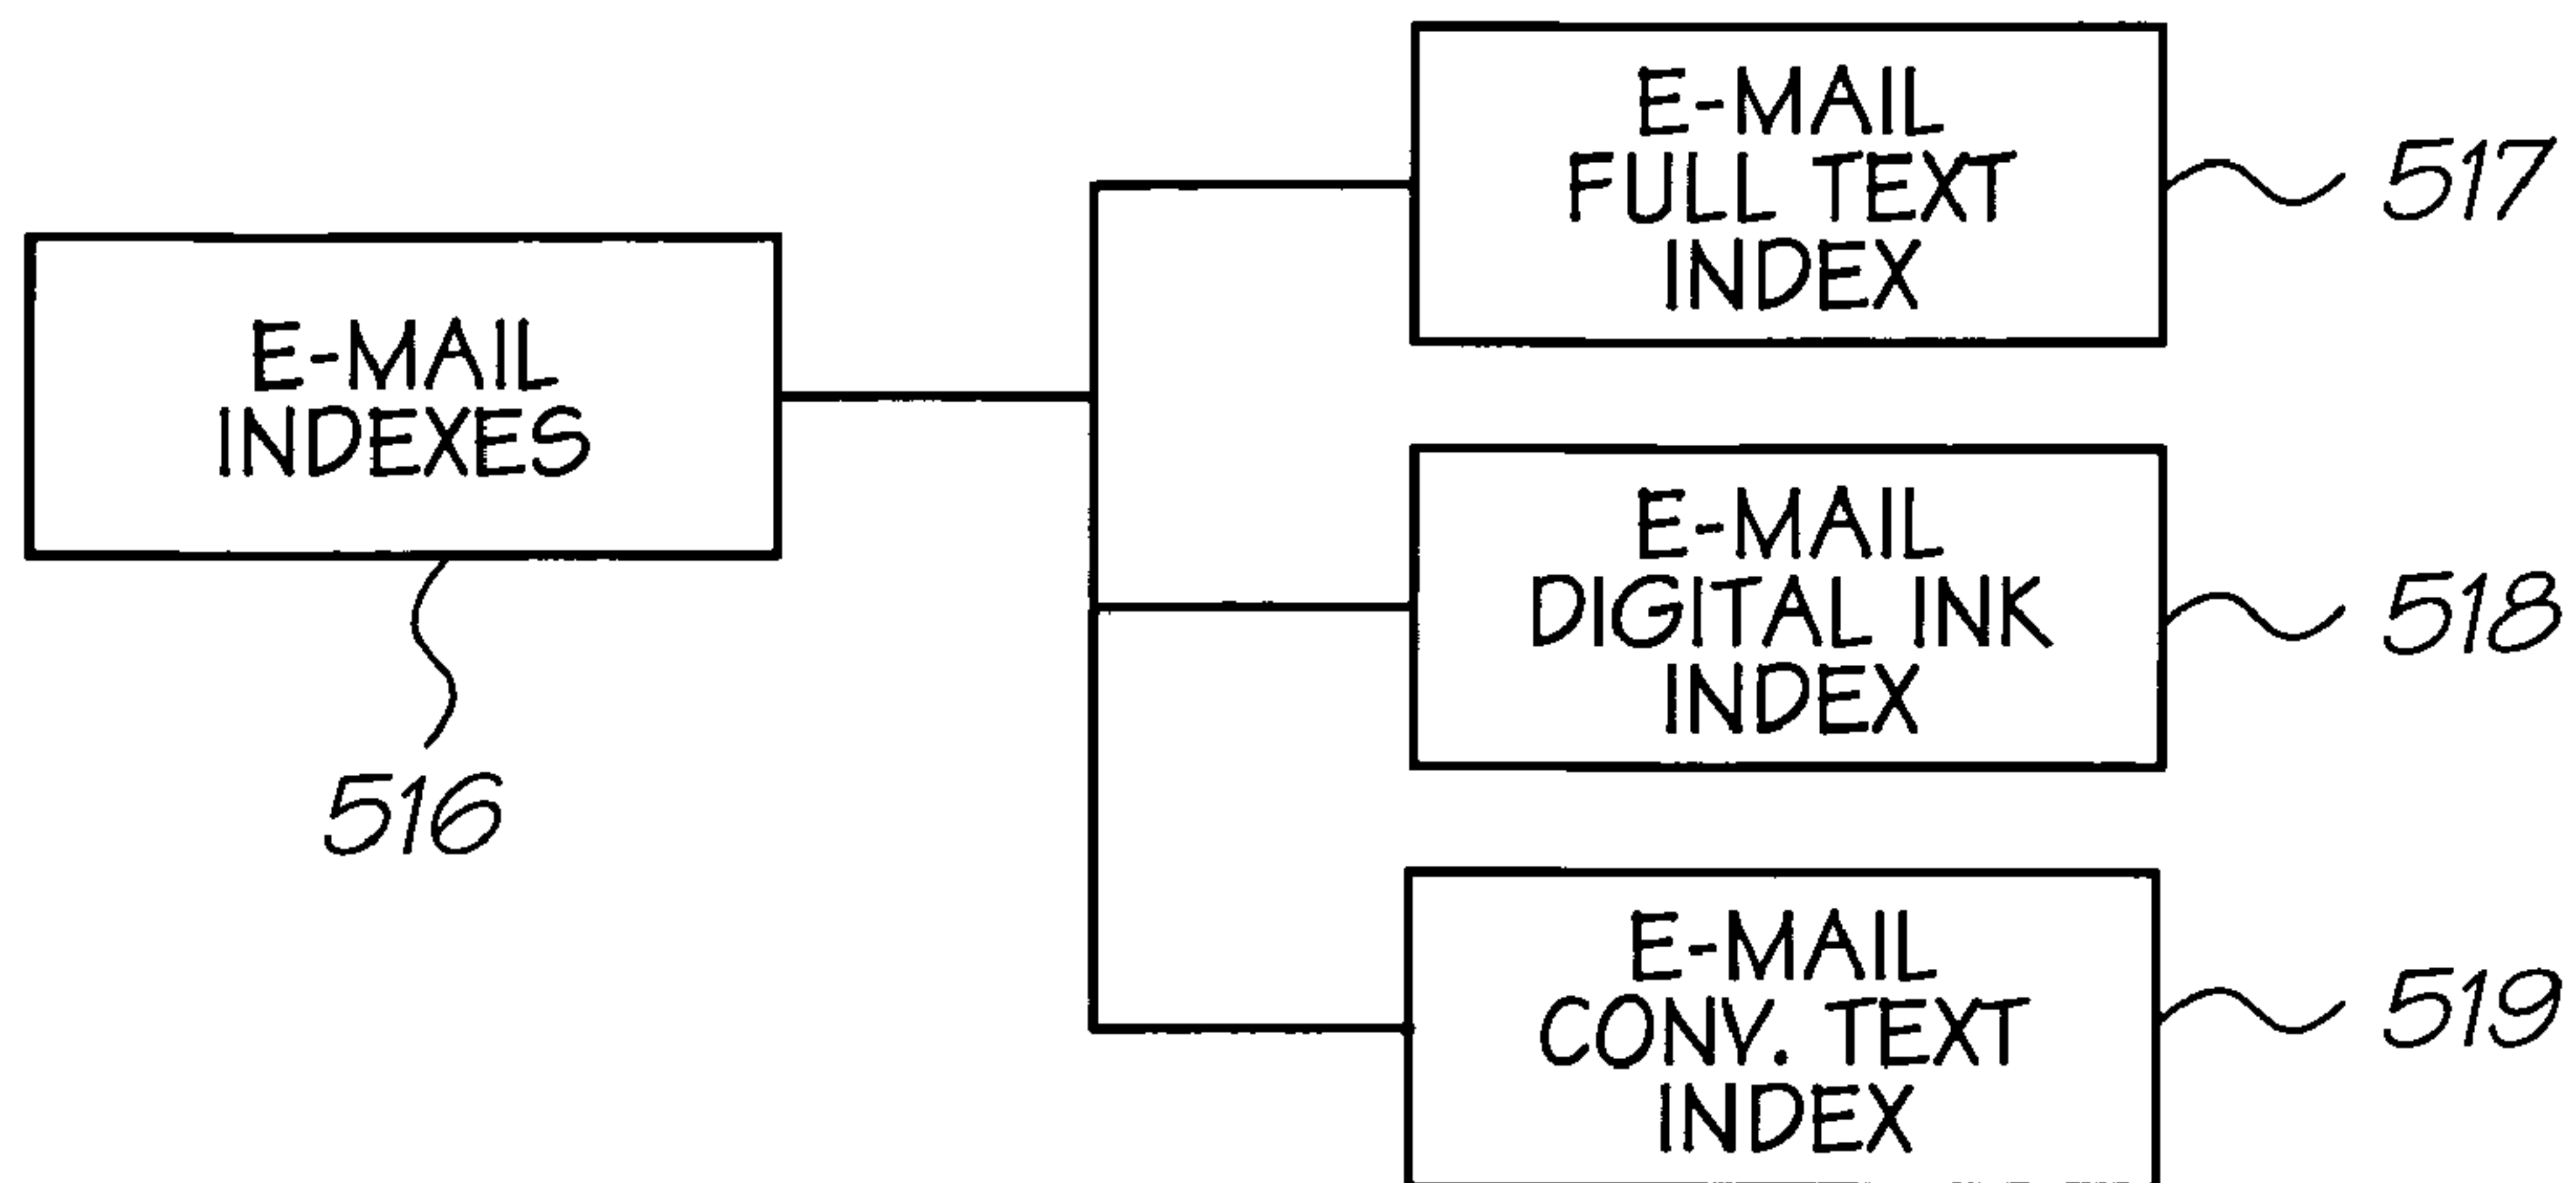 E-MAIL
INDEXES
516
E-MAIL
FULL TEXT
INDEX
517
E-MAIL
DIGITAL INK
INDEX
518
E-MAIL
CONV. TEXT
INDEX
519